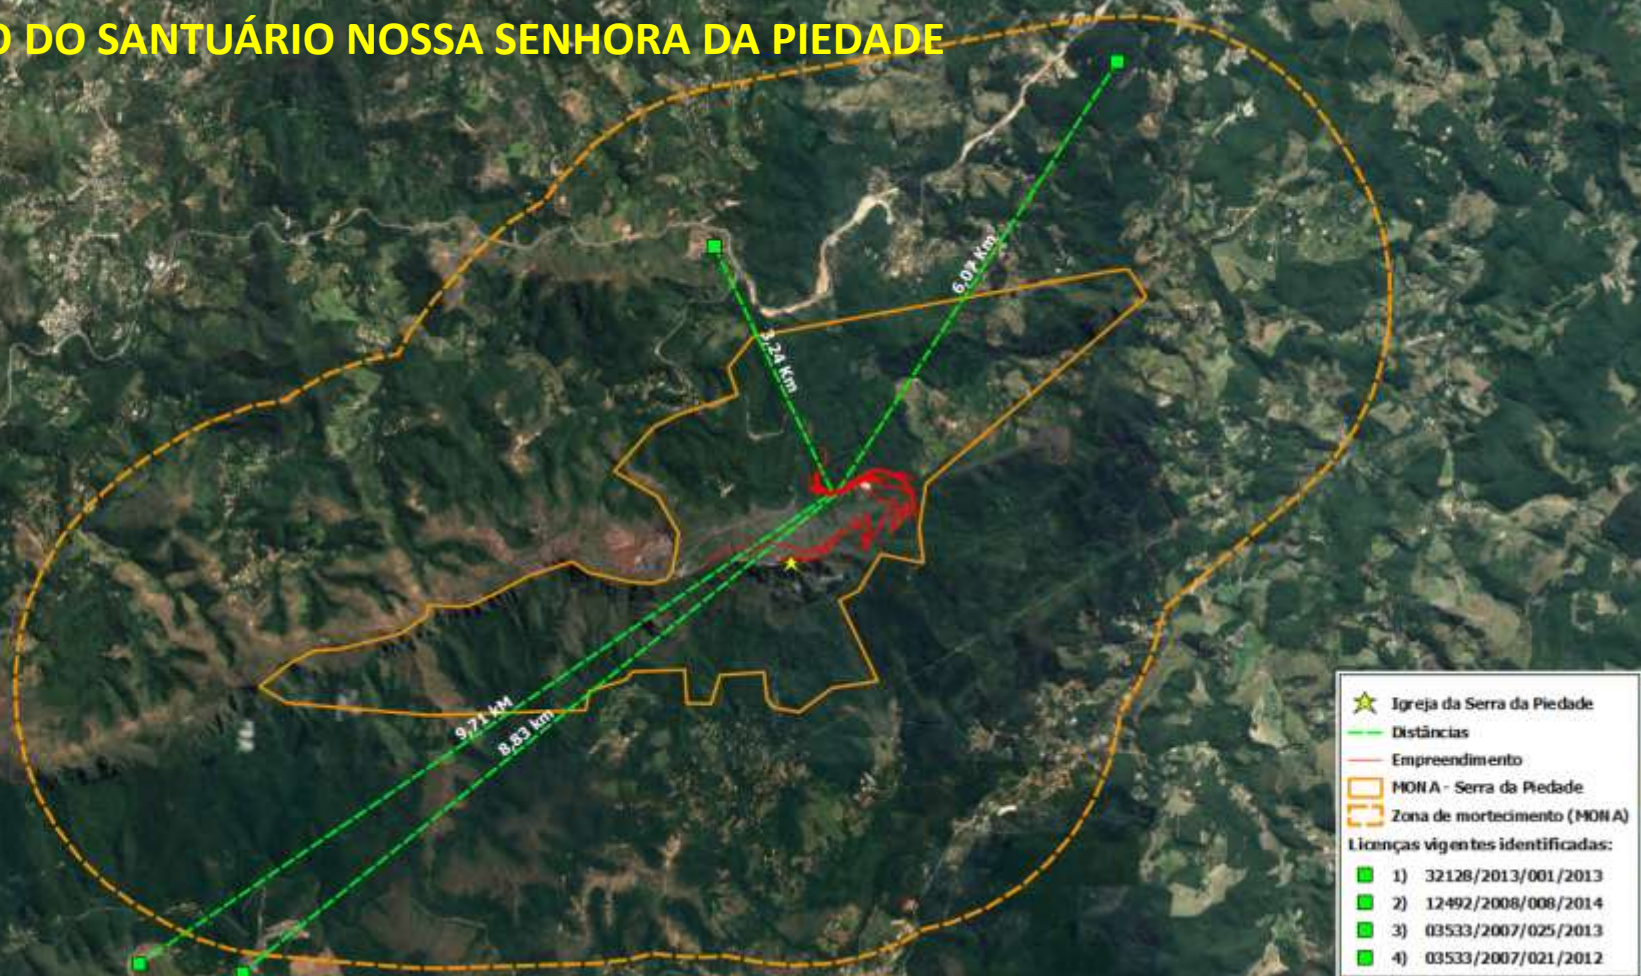 O DO SANTUÁRIO NOSSA SENHORA DA PIEDADE
6,07 Km
3,24 Km
9,71 kM
8,83 km
Igreja da Serra da Piedade
Distâncias
Empreendimento
MONA - Serra da Piedade
Zona de mortecimento (MONA)
Licenças vigentes identificadas:
1) 32128/2013/001/2013
2) 12492/2008/008/2014
3) 03533/2007/025/2013
4) 03533/2007/021/2012